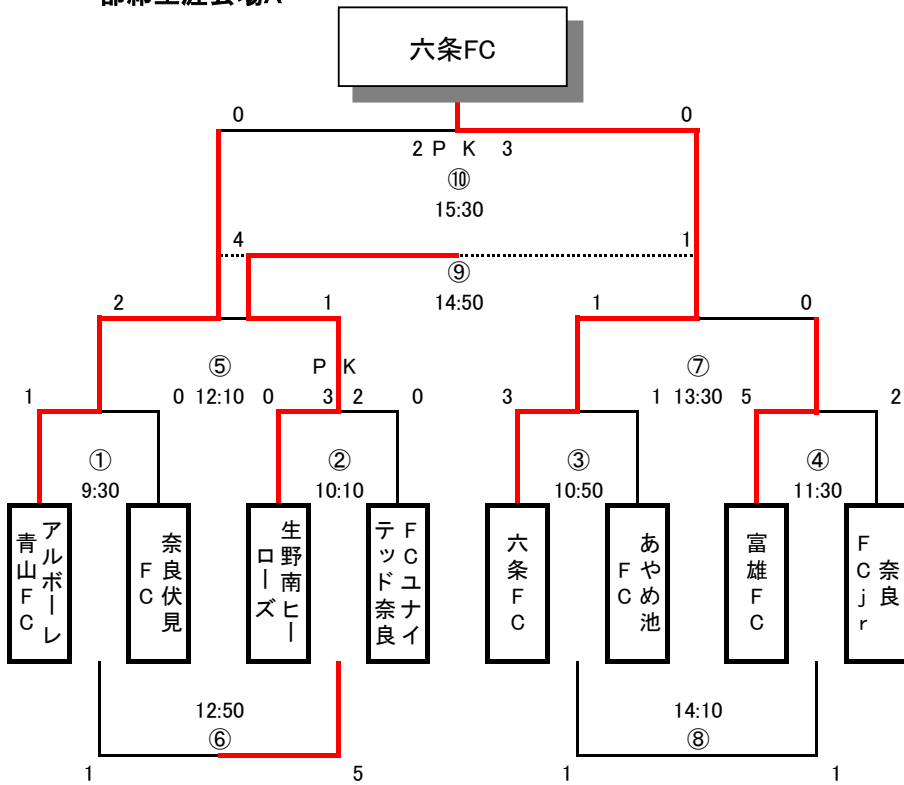 六条FC
0 0
2 P K 3
⑩
15:30
4 1
⑨
14:50
2 1 1 0
⑤ P K ⑦
1 0 12:10 0 3 2 0 3 1 13:30 5 2
① ② ③ ④
9:30 10:10 10:50 11:30
アルボーレ
青山FC
奈良伏見
FC
生野南ヒー
ローズ
FCユナイ
テッド奈良
六条FC
あやめ池
FC
富雄FC
奈良
FCjr
12:50 14:10
⑥ ⑧
1 5 1 1